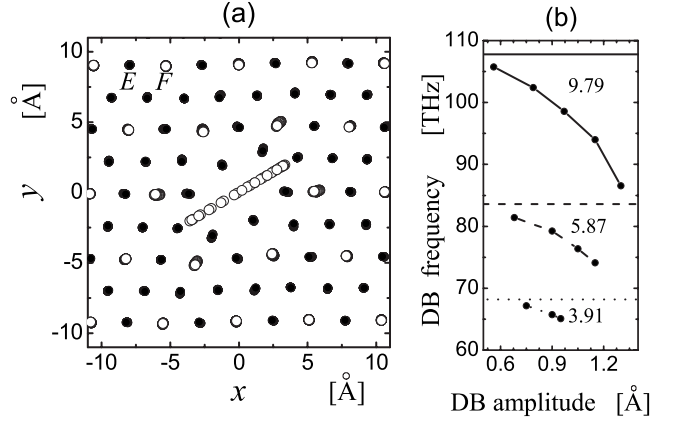 (a)
(b)
10
5
0
-5
-10
[Å]
y
E F
-10 -5 0 5 10
x [Å]
110
100
90
80
70
60
DB frequency [THz]
9.79
5.87
3.91
0.6 0.9 1.2
DB amplitude [Å]